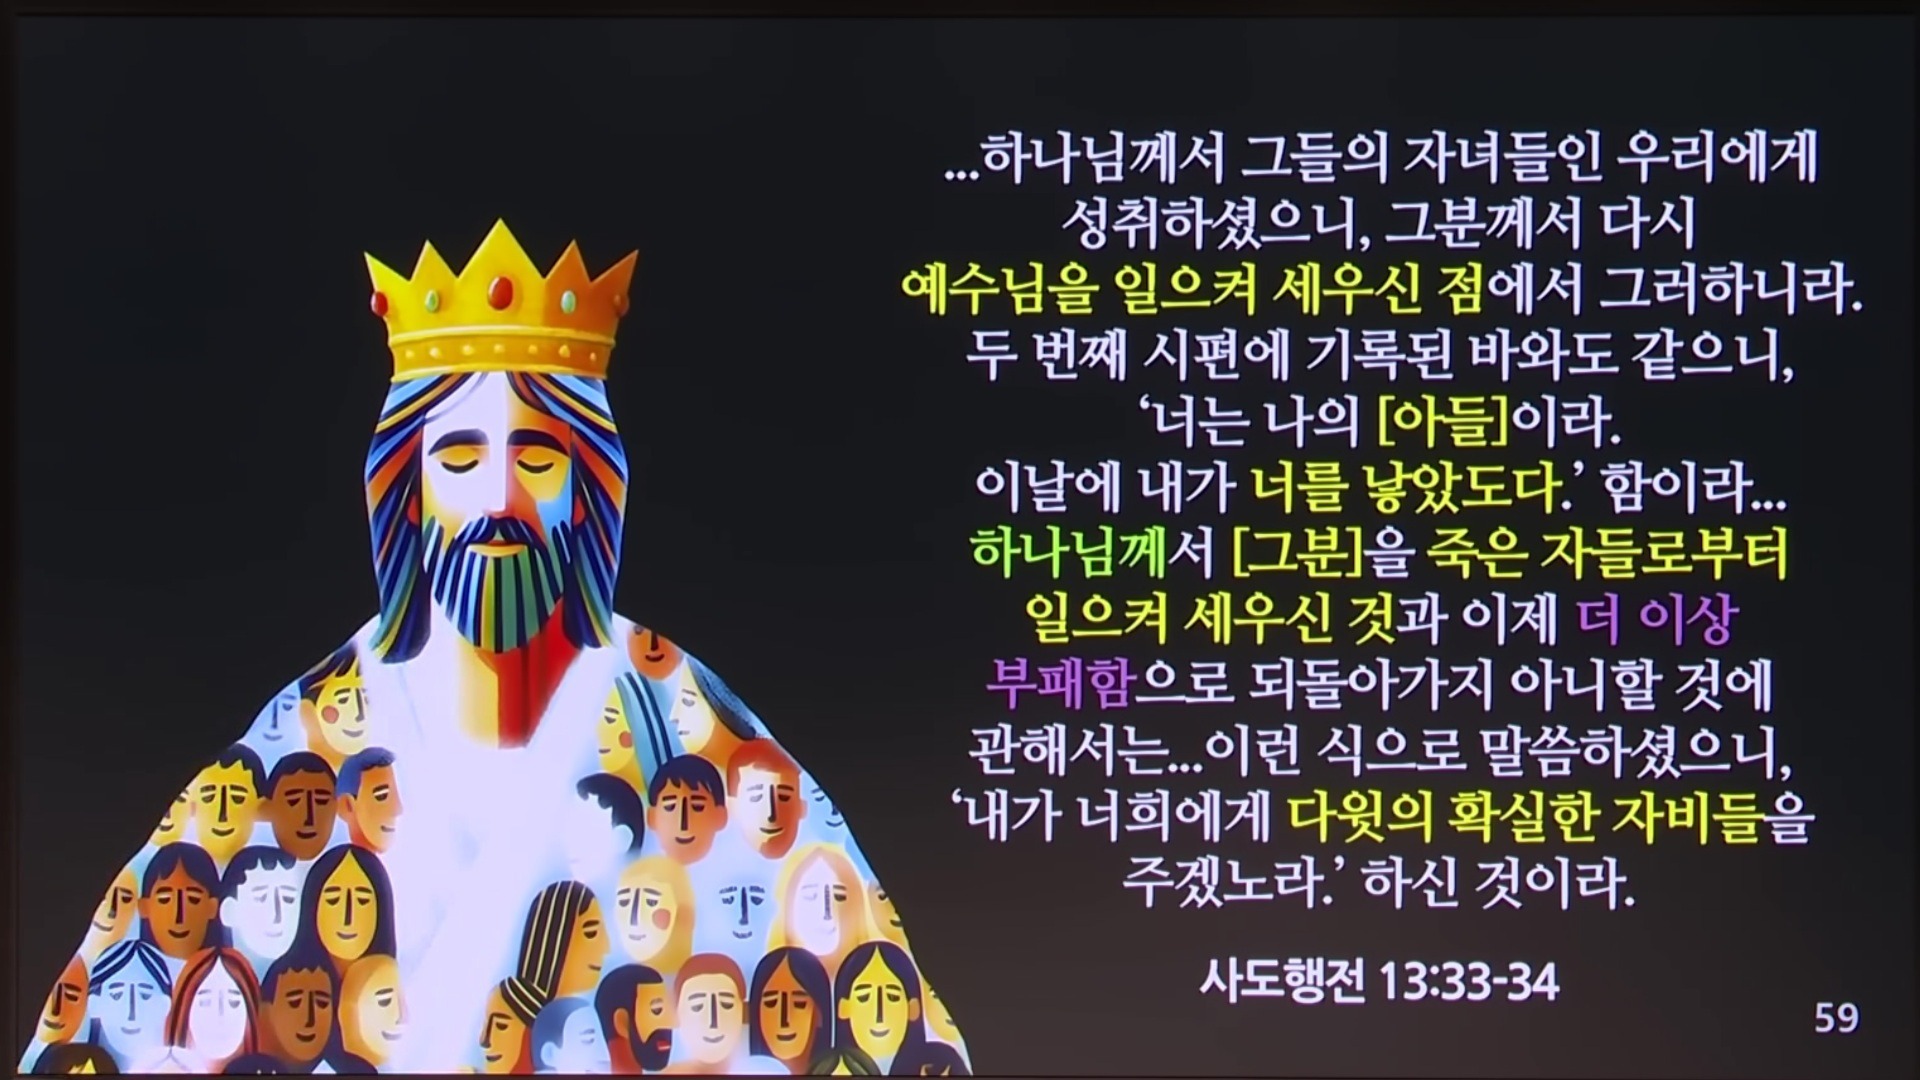 ...하나님께서 그들의 자녀들인 우리에게
성취하셨으니, 그분께서 다시
예수님을 일으켜 세우신 점에서 그러하니라.
두 번째 시편에 기록된 바와도 같으니,
‘너는 나의 [아들]이라.
이날에 내가 너를 낳았도다.’ 함이라...
하나님께서 [그분]을 죽은 자들로부터
일으켜 세우신 것과 이제 더 이상
부패함으로 되돌아가지 아니할 것에
관해서는...이런 식으로 말씀하셨으니,
‘내가 너희에게 다윗의 확실한 자비들을
주겠노라.’ 하신 것이라.
사도행전 13:33-34
59